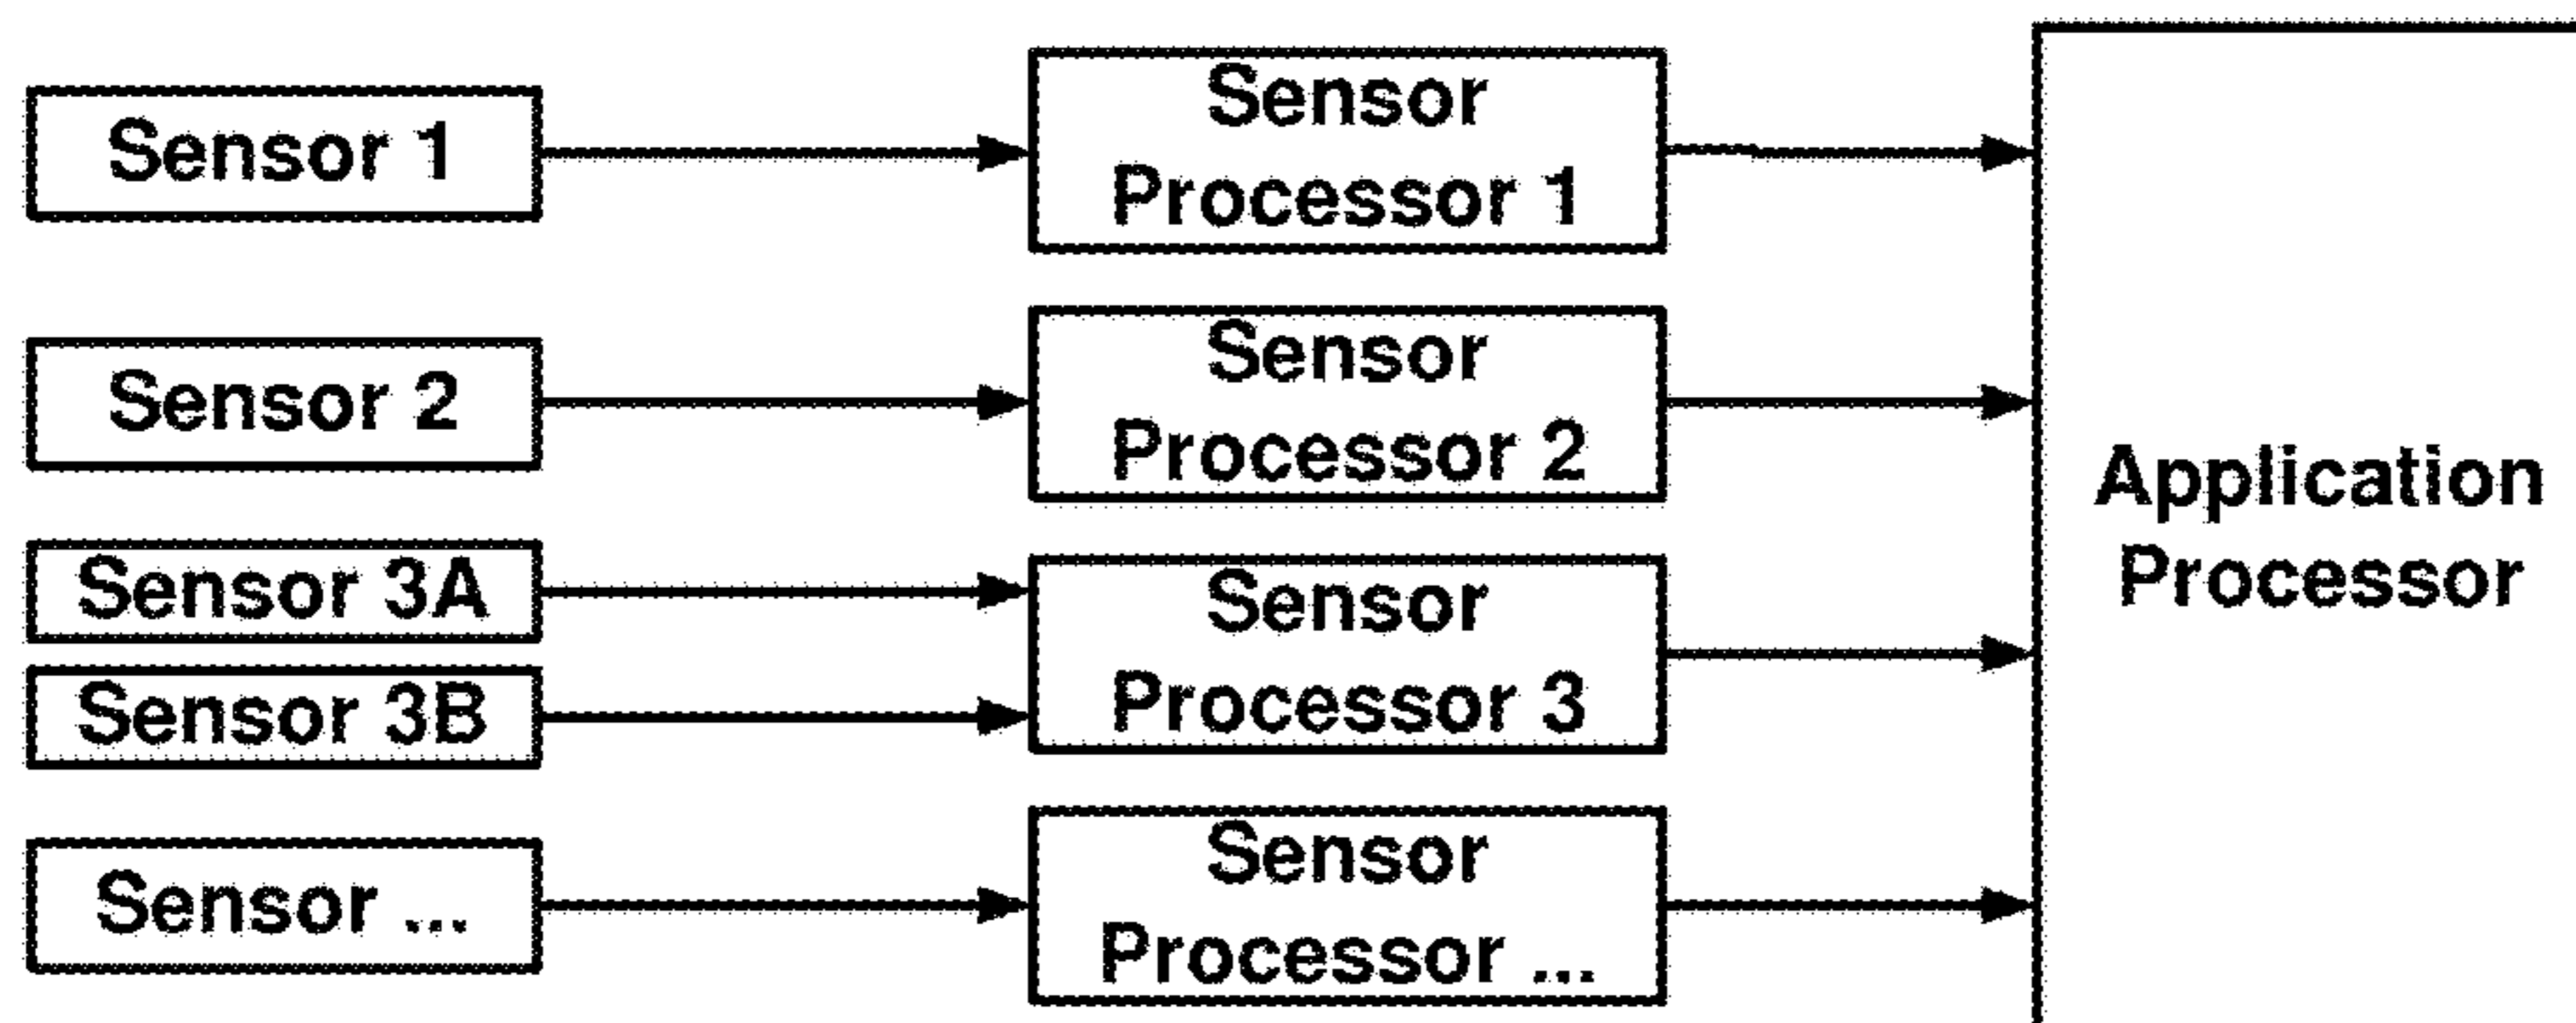 Sensor 1
Sensor
Processor 1
Sensor 2
Sensor
Processor 2
Sensor 3A
Sensor 3B
Sensor
Processor 3
Sensor ...
Sensor
Processor ...
Application
Processor